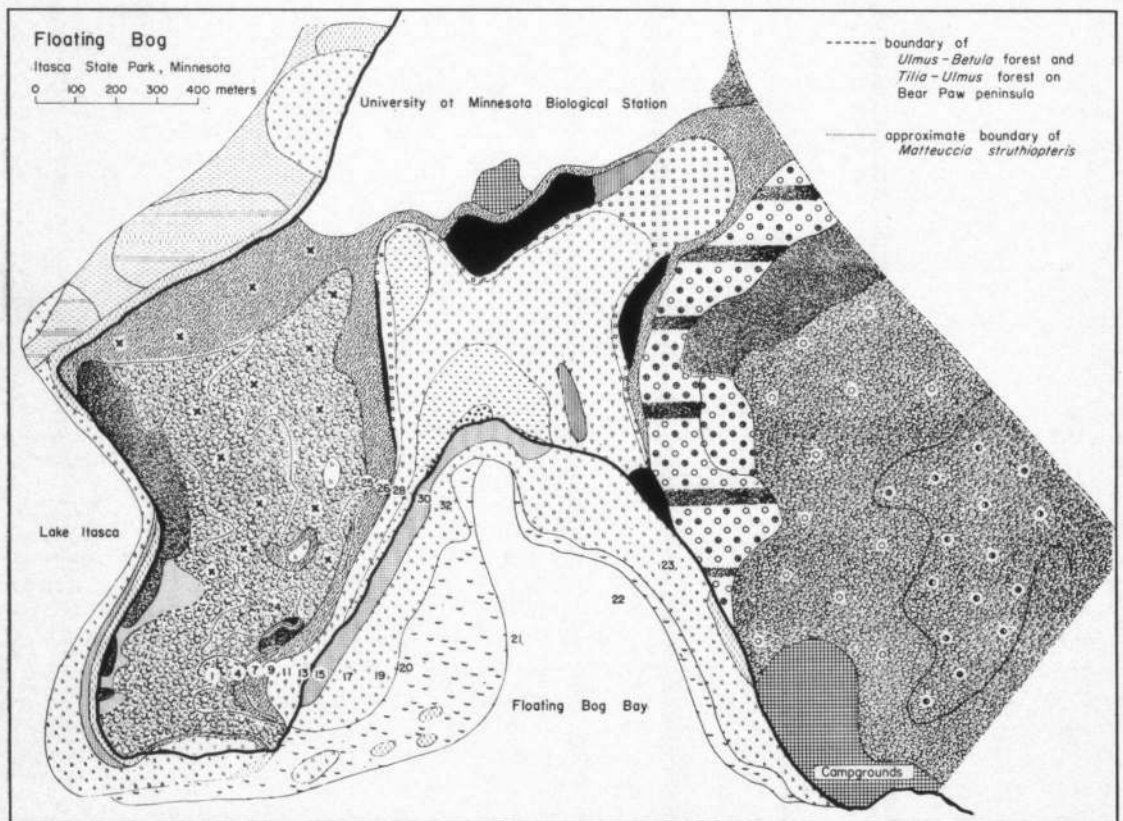 Floating Bog
Itasca State Park, Minnesota
0 100 200 300 400 meters
University of Minnesota Biological Station
boundary of
Ulmus-Betula forest and
Tilia-Ulmus forest on
Bear Paw peninsula
approximate boundary of
Matteuccia struthiopteris
25 26 28
30
32
Lake Itasca
23
22
24
21
1 4 7 9 11 13 15 17 19 20
Floating Bog Bay
Campgrounds